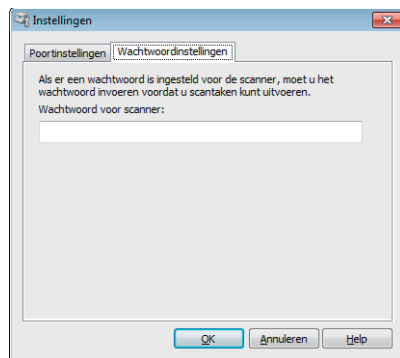 Instellingen
Poortinstellingen Wachtwoordinstellingen
Als er een wachtwoord is ingesteld voor de scanner, moet u het
wachtwoord invoeren voordat u scantaken kunt uitvoeren.
Wachtwoord voor scanner:
OK Annuleren Help